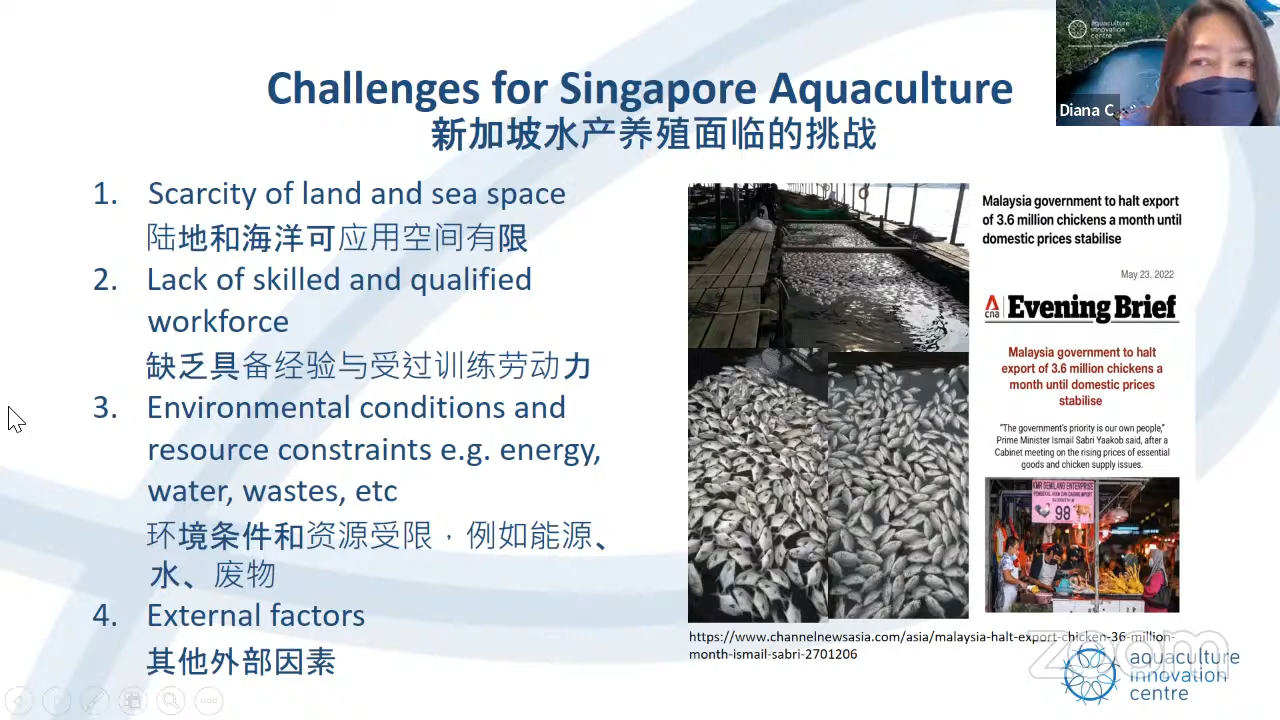 Challenges for Singapore Aquaculture
新加坡水产养殖面临的挑战
1. Scarcity of land and sea space
陆地和海洋可应用空间有限
2. Lack of skilled and qualified
workforce
缺乏具备经验与受过训练劳动力
3. Environmental conditions and
resource constraints e.g. energy,
water, wastes, etc
环境条件和资源受限，例如能源、
水、废物
4. External factors
其他外部因素
Malaysia government to halt export
of 3.6 million chickens a month until
domestic prices stabilise
May 23, 2022
cna Evening Brief
Malaysia government to halt
export of 3.6 million chickens a
month until domestic prices
stabilise
"The government's priority is our own people,"
Prime Minister Ismail Sabri Yaakob said, after a
Cabinet meeting on the rising prices of essential
goods and chicken supply issues.
98
https://www.channelnewsasia.com/asia/malaysia-halt-export-chicken-36-million-
month-ismail-sabri-2701206
zoom
aquaculture
innovation
centre
aquaculture
innovation
centre
Diana C